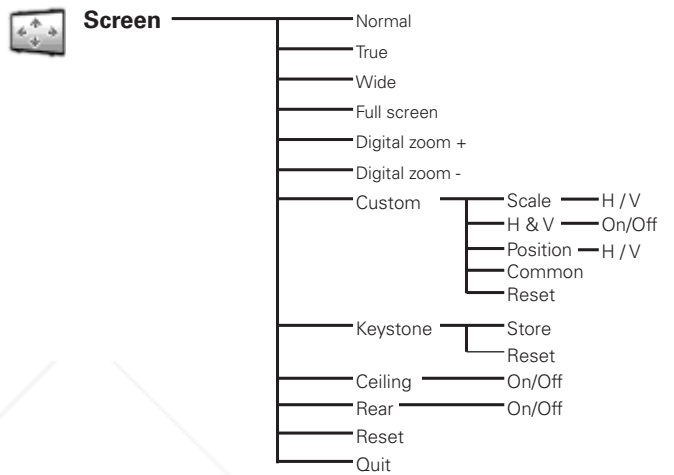 Screen
Normal
True
Wide
Full screen
Digital zoom +
Digital zoom -
Custom
Scale
H / V
H & V
On/Off
Position
H / V
Common
Reset
Keystone
Store
Reset
Ceiling
On/Off
Rear
On/Off
Reset
Quit